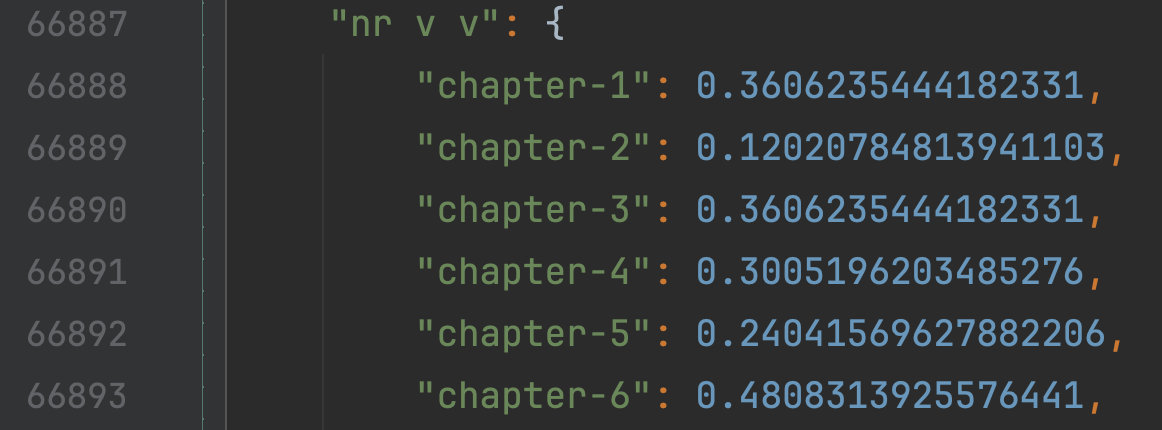 66887 "nr v v": {
66888 "chapter-1": 0.3606235444182331,
66889 "chapter-2": 0.12020784813941103,
66890 "chapter-3": 0.3606235444182331,
66891 "chapter-4": 0.3005196203485276,
66892 "chapter-5": 0.24041569627882206,
66893 "chapter-6": 0.4808313925576441,